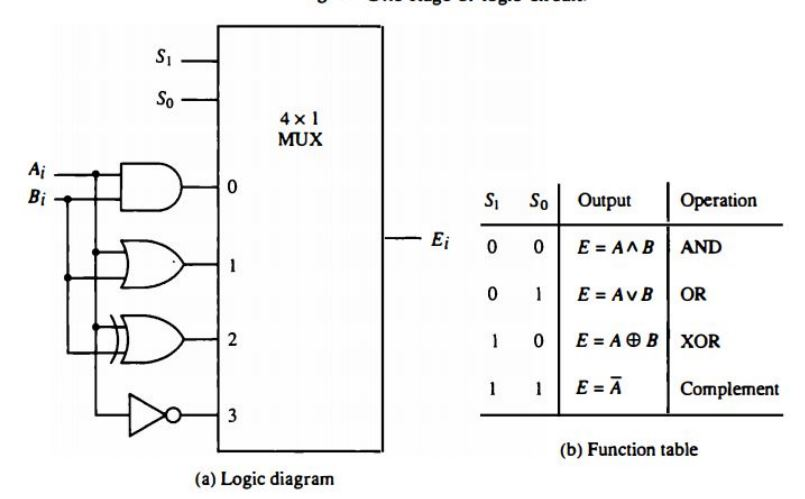 S₁
S₀
4 × 1
MUX
Aᵢ
Bᵢ
0
1
2
3
Eᵢ
(a) Logic diagram
S₁ S₀ Output Operation
0 0 E = A ∧ B AND
0 1 E = A ∨ B OR
1 0 E = A ⊕ B XOR
1 1 E = A̅ Complement
(b) Function table